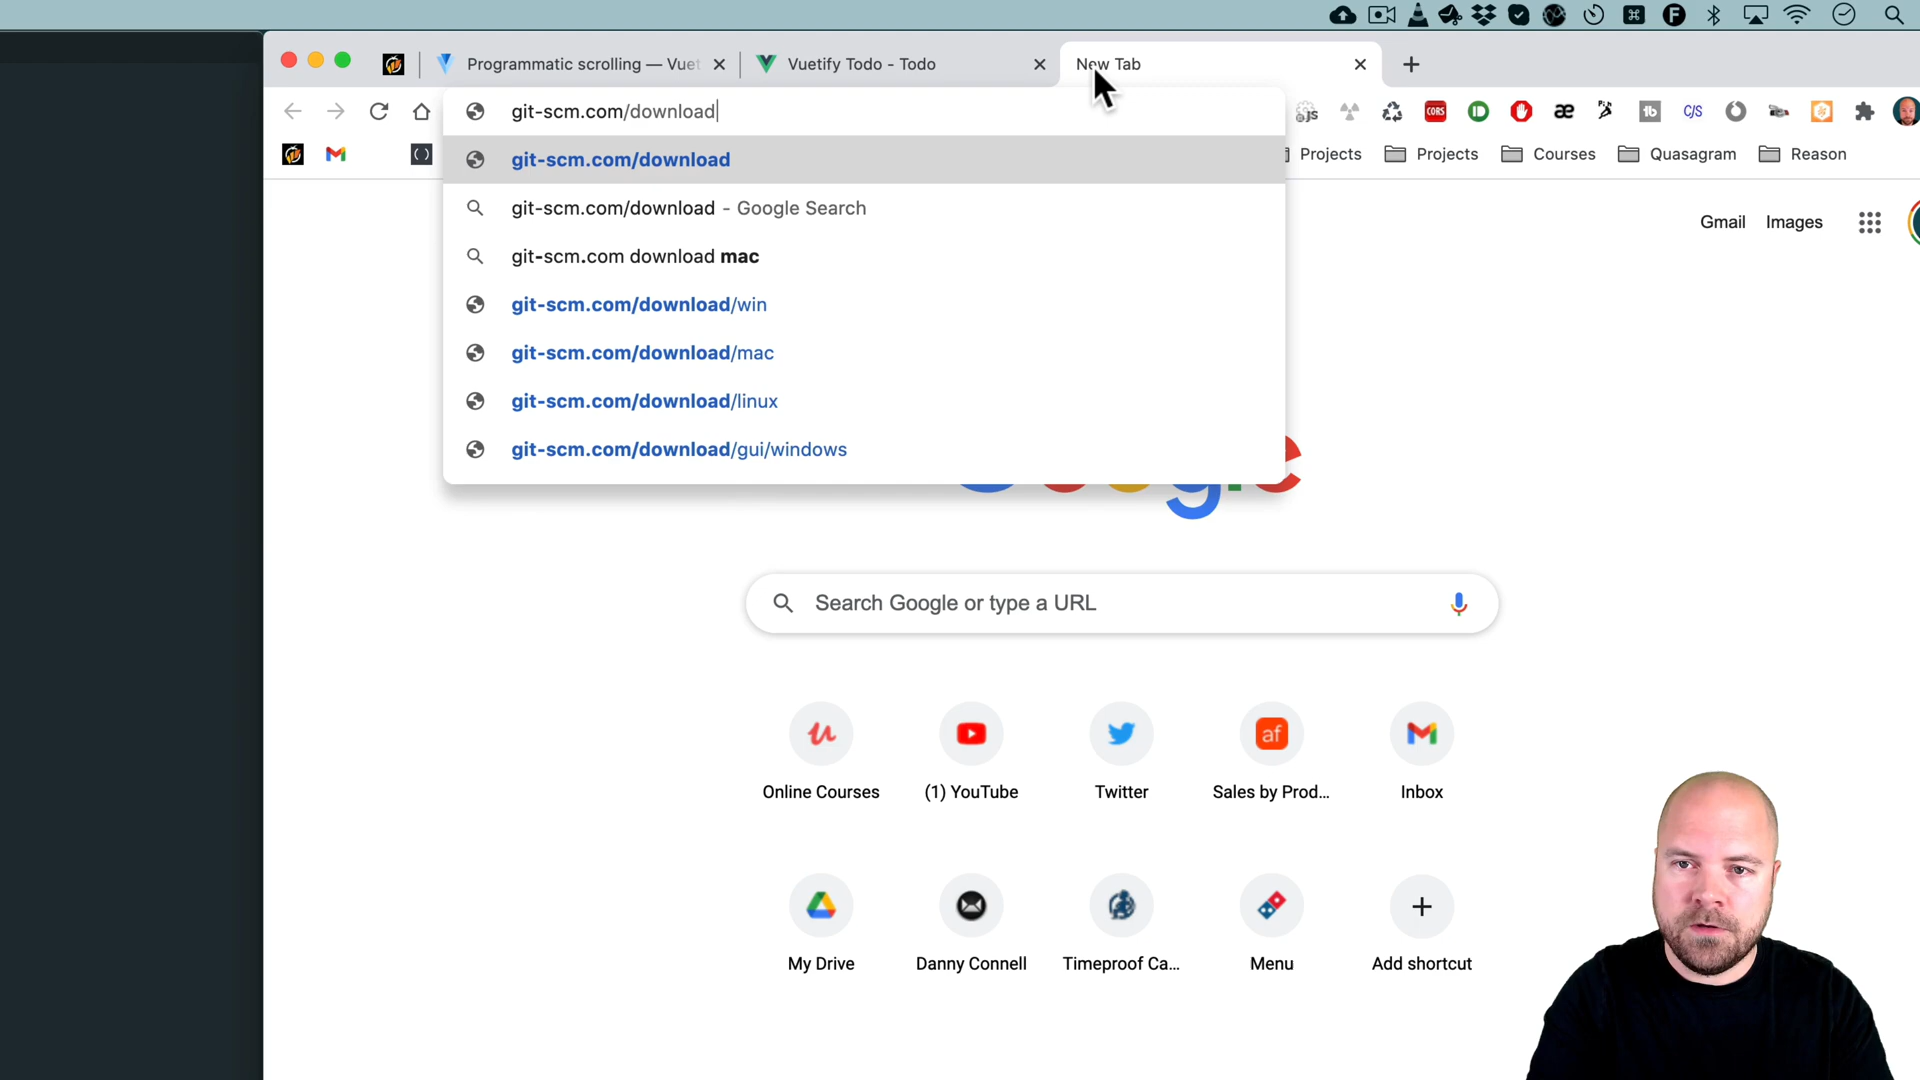 Programmatic scrolling — Vuet
Vuetify Todo - Todo
New Tab
git-scm.com/download
CORS
C/S
git-scm.com/download
Projects
Projects
Courses
Quasagram
Reason
git-scm.com/download - Google Search
Gmail
Images
git-scm.com download mac
git-scm.com/download/win
git-scm.com/download/mac
git-scm.com/download/linux
git-scm.com/download/gui/windows
Search Google or type a URL
af
Online Courses
(1) YouTube
Twitter
Sales by Prod...
Inbox
My Drive
Danny Connell
Timeproof Ca...
Menu
Add shortcut